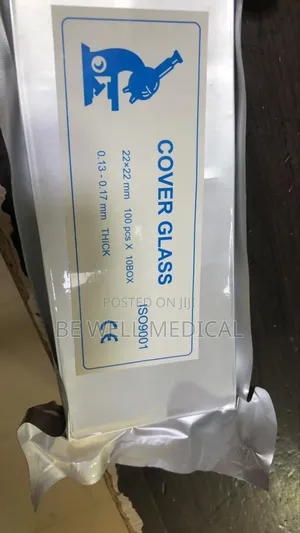 COVER GLASS
22×22 mm 100 pcs X 10BOX
0.13 - 0.17 mm THICK
ISO9001
CE
POSTED ON JIJI
BE WELL MEDICAL